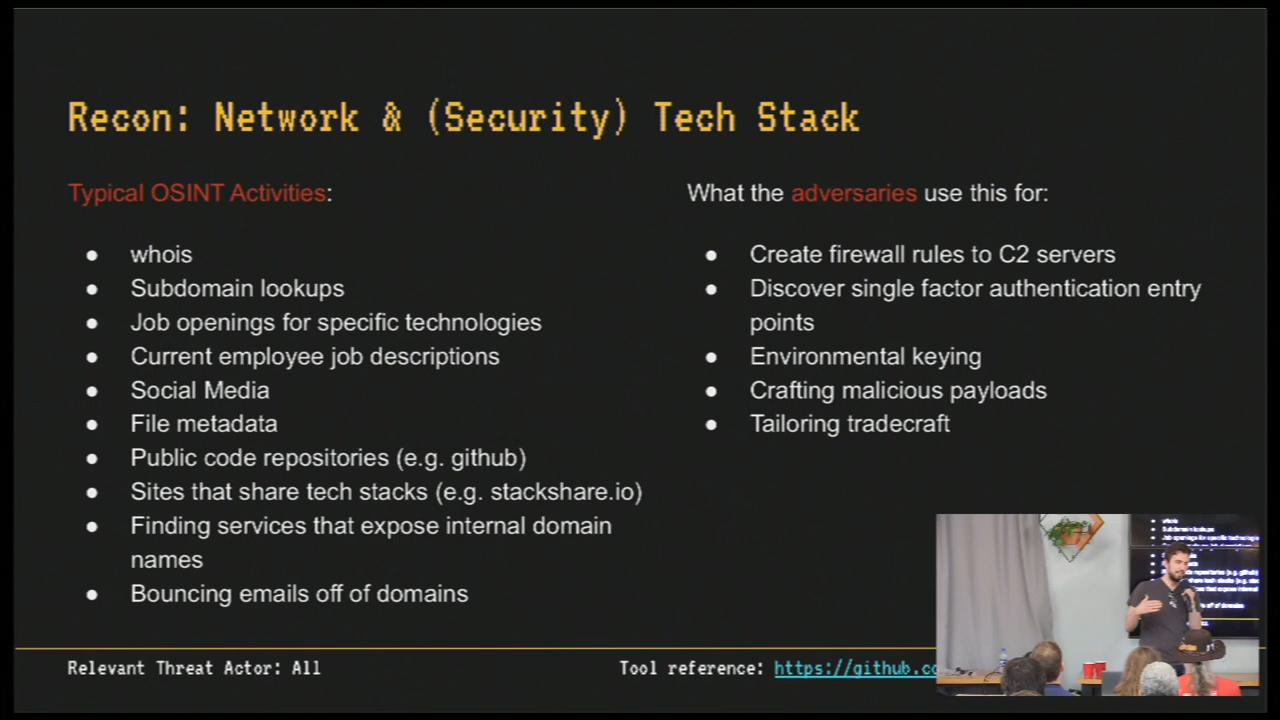 Recon: Network & (Security) Tech Stack
Typical OSINT Activities:
● whois
● Subdomain lookups
● Job openings for specific technologies
● Current employee job descriptions
● Social Media
● File metadata
● Public code repositories (e.g. github)
● Sites that share tech stacks (e.g. stackshare.io)
● Finding services that expose internal domain
names
● Bouncing emails off of domains
What the adversaries use this for:
● Create firewall rules to C2 servers
● Discover single factor authentication entry
points
● Environmental keying
● Crafting malicious payloads
● Tailoring tradecraft
Relevant Threat Actor: All
Tool reference: https://github.co